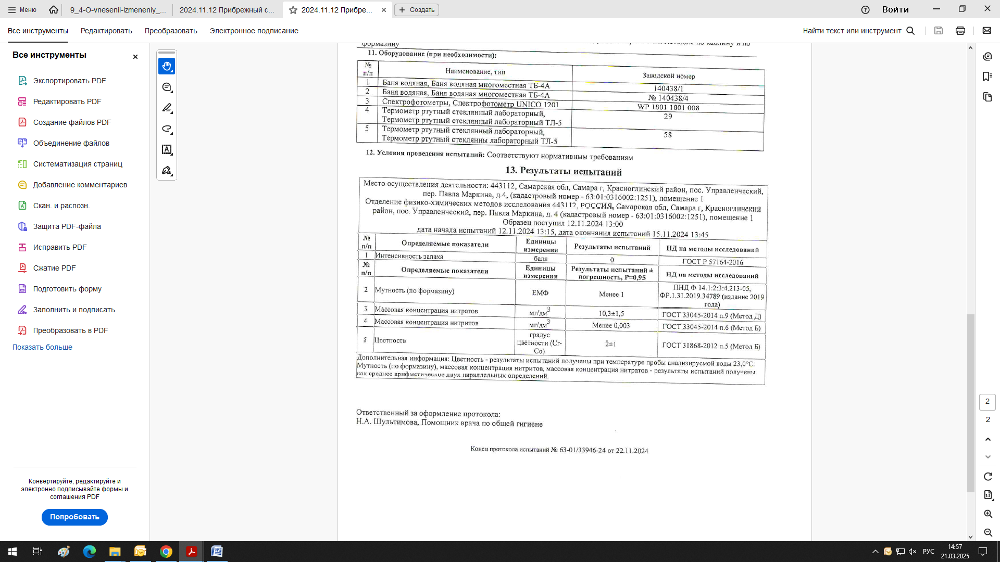 Меню
9_4-O-vnesenii-izmeneniy_...
2024.11.12 Прибрежный с...
2024.11.12 Прибре...
Создать
Войти
Все инструменты
Редактировать
Преобразовать
Электронное подписание
Найти текст или инструмент
Все инструменты
Экспортировать PDF
Редактировать PDF
Создание файлов PDF
Объединение файлов
Систематизация страниц
Добавление комментариев
Скан. и распозн.
Защита PDF-файла
Исправить PDF
Сжатие PDF
Подготовить форму
Заполнить и подписать
Преобразовать в PDF
Показать больше
Конвертируйте, редактируйте и
электронно подписывайте формы и
соглашения PDF
Попробовать
формазину
11. Оборудование (при необходимости):
№ п/п Наименование, тип Заводской номер
1 Баня водяная, Баня водяная многоместная ТБ-4А 140438/1
2 Баня водяная, Баня водяная многоместная ТБ-4А № 140438/4
3 Спектрофотометры, Спектрофотометр UNICO 1201 WP 1801 1801 008
4 Термометр ртутный стеклянный лабораторный, 29
Термометр ртутный стеклянный лабораторный ТЛ-5
5 Термометр ртутный стеклянный лабораторный, 58
Термометр ртутный стеклянны лабораторный ТЛ-5
12. Условия проведения испытаний: Соответствуют нормативным требованиям
13. Результаты испытаний
Место осуществления деятельности: 443112, Самарская обл, Самара г, Красноглинский район, пос. Управленческий,
пер. Павла Маркина, д.4, (кадастровый номер - 63:01:0316002:1251), помещение 1
Отделение физико-химических методов исследования 443112, РОССИЯ, Самарская обл, Самара г, Красноглинский
район, пос. Управленческий, пер. Павла Маркина, д. 4 (кадастровый номер - 63:01:0316002:1251), помещение 1
Образец поступил 12.11.2024 13:00
дата начала испытаний 12.11.2024 13:15, дата окончания испытаний 15.11.2024 13:45
№ п/п Определяемые показатели Единицы измерения Результаты испытаний НД на методы исследований
1 Интенсивность запаха балл 0 ГОСТ Р 57164-2016
№ п/п Определяемые показатели Единицы измерения Результаты испытаний ± погрешность, P=0,95 НД на методы исследований
2 Мутность (по формазину) ЕМФ Менее 1 ПНД Ф 14.1:2:3:4.213-05, ФР.1.31.2019.34789 (издание 2019 года)
3 Массовая концентрация нитратов мг/дм3 10,3±1,5 ГОСТ 33045-2014 п.9 (Метод Д)
4 Массовая концентрация нитритов мг/дм3 Менее 0,003 ГОСТ 33045-2014 п.6 (Метод Б)
5 Цветность градус цветности (Cr-Co) 2±1 ГОСТ 31868-2012 п.5 (Метод Б)
Дополнительная информация: Цветность - результаты испытаний получены при температуре пробы анализируемой воды 23,0°С.
Мутность (по формазину), массовая концентрация нитритов, массовая концентрация нитратов - результаты испытаний получены
как среднее арифметическое двух параллельных определений.
Ответственный за оформление протокола:
Н.А. Шультимова, Помощник врача по общей гигиене
Конец протокола испытаний № 63-01/33946-24 от 22.11.2024
2
2
РУС
14:57
21.03.2025